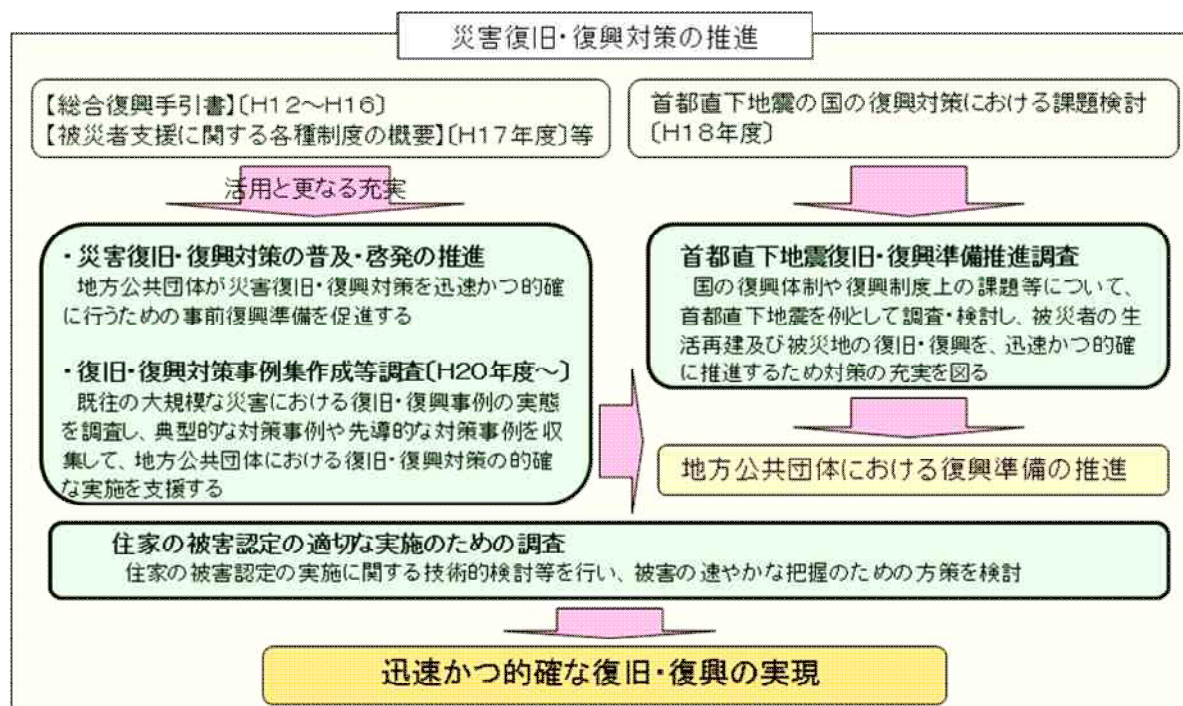 災害復旧・復興対策の推進
【総合復興手引書】〔H12～H16〕
【被災者支援に関する各種制度の概要】〔H17年度〕等
首都直下地震の国の復興対策における課題検討
〔H18年度〕
活用と更なる充実
・災害復旧・復興対策の普及・啓発の推進
地方公共団体が災害復旧・復興対策を迅速かつ的確
に行うための事前復興準備を促進する
・復旧・復興対策事例集作成等調査〔H20年度～〕
既往の大規模な災害における復旧・復興事例の実態
を調査し、典型的な対策事例や先導的な対策事例を収
集して、地方公共団体における復旧・復興対策の的確
な実施を支援する
首都直下地震復旧・復興準備推進調査
国の復興体制や復興制度上の課題等について、
首都直下地震を例として調査・検討し、被災者の生
活再建及び被災地の復旧・復興を、迅速かつ的確
に推進するため対策の充実を図る
地方公共団体における復興準備の推進
住家の被害認定の適切な実施のための調査
住家の被害認定の実施に関する技術的検討等を行い、被害の速やかな把握のための方策を検討
迅速かつ的確な復旧・復興の実現